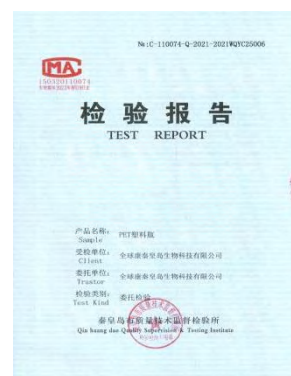 №:C-110074-Q-2021-2021WQYC25006
MA
150320110074
检验报告
TEST REPORT
产品名称: PET塑料瓶
Sample
受检单位: 全球康泰皇岛生物科技有限公司
Client
委托单位: 全球康泰皇岛生物科技有限公司
Trustor
检验类别: 委托检验
Test Kind
秦皇岛市质量技术监督检验所
Qin huang dao Quality Supervision & Testing Institute